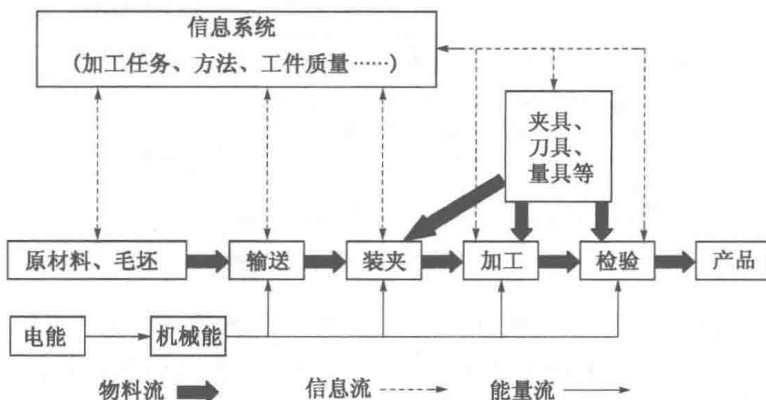 信息系统
(加工任务、方法、工件质量……)
夹具、
刀具、
量具等
原材料、毛坯
输送
装夹
加工
检验
产品
电能
机械能
物料流
信息流
能量流